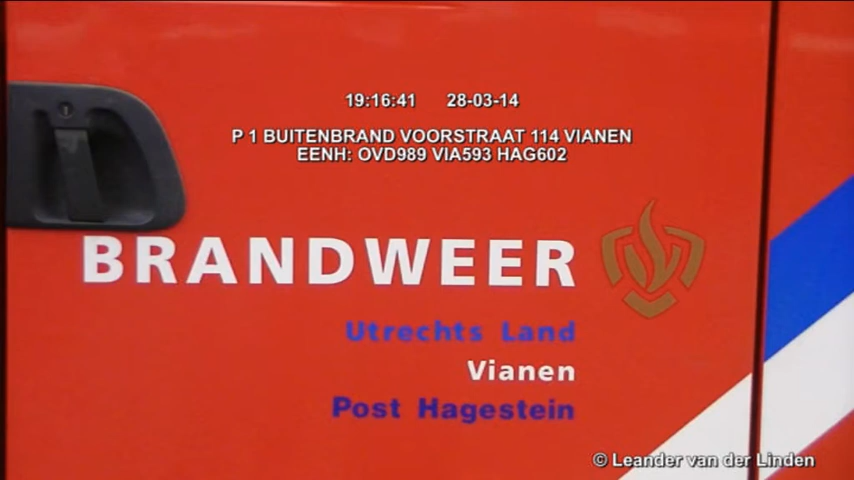 19:16:41 28-03-14
P 1 BUITENBRAND VOORSTRAAT 114 VIANEN
EENH: OVD989 VIA593 HAG602
BRANDWEER
Utrechts Land
Vianen
Post Hagestein
© Leander van der Linden